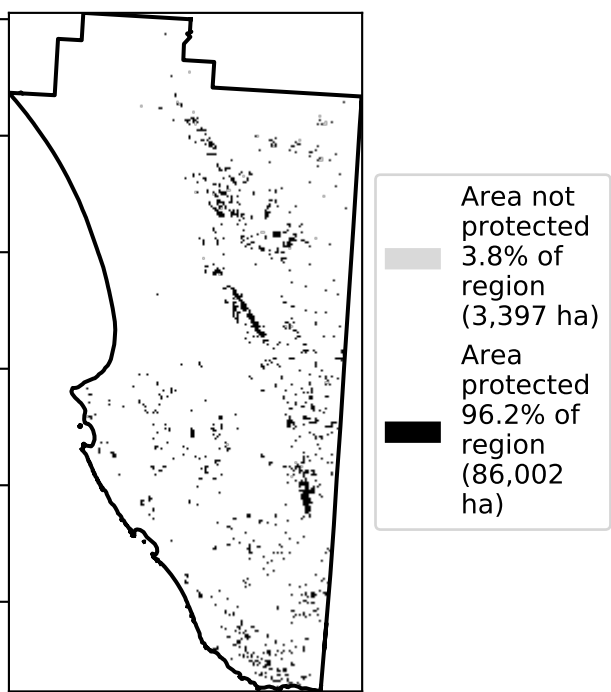 Area not
protected
3.8% of
region
(3,397 ha)
Area
protected
96.2% of
region
(86,002
ha)